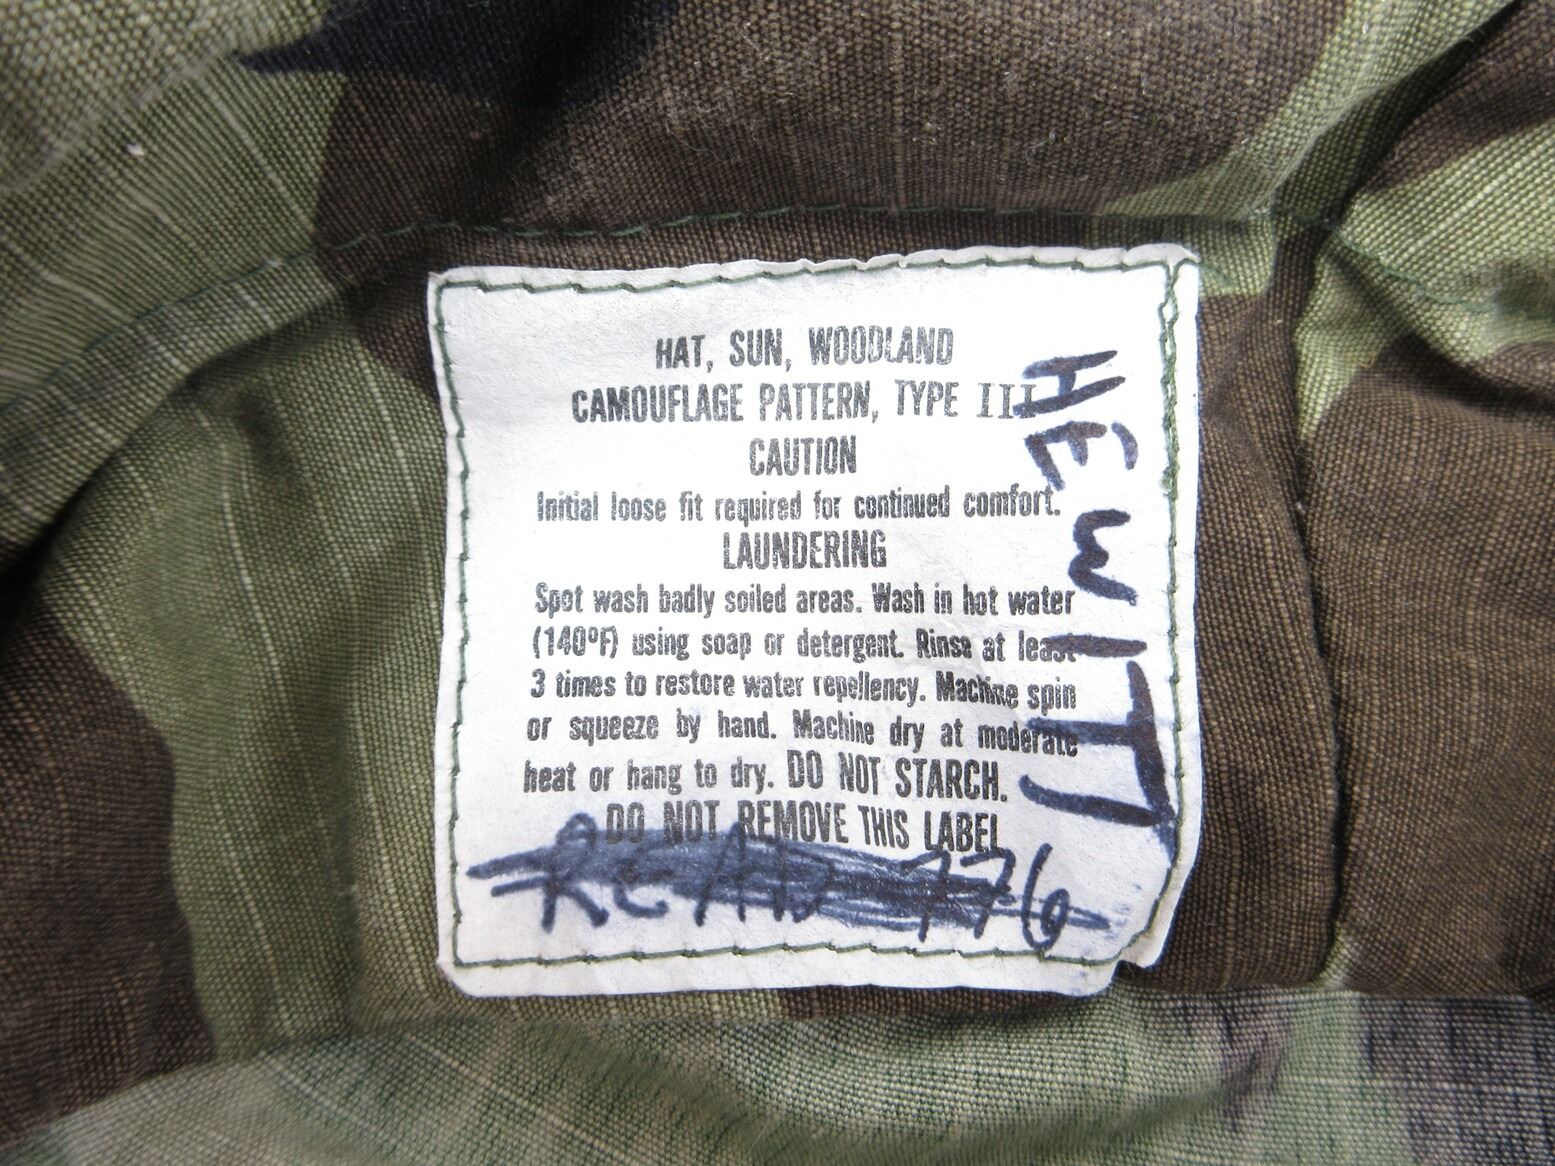 HAT, SUN, WOODLAND
CAMOUFLAGE PATTERN, TYPE III
CAUTION
Initial loose fit required for continued comfort.
LAUNDERING
Spot wash badly soiled areas. Wash in hot water
(140ºF) using soap or detergent. Rinse at least
3 times to restore water repellency. Machine spin
or squeeze by hand. Machine dry at moderate
heat or hang to dry. DO NOT STARCH.
DO NOT REMOVE THIS LABEL
HEWITT